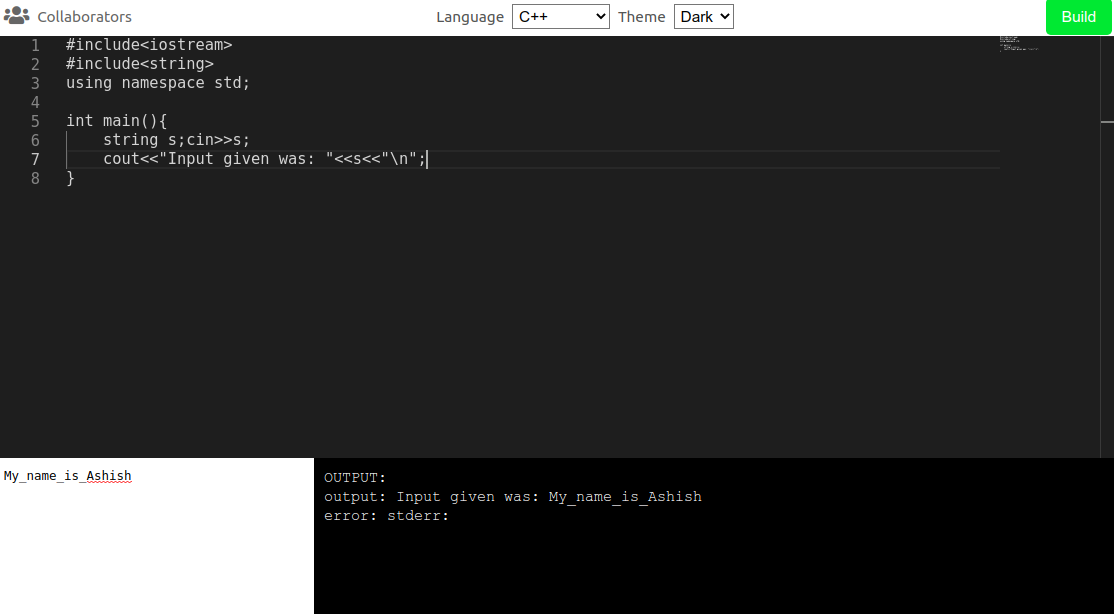 Collaborators Language C++ Theme Dark Build
1 #include<iostream>
2 #include<string>
3 using namespace std;
4
5 int main(){
6     string s;cin>>s;
7     cout<<"Input given was: "<<s<<"\n";
8 }
My_name_is_Ashish
OUTPUT:
output: Input given was: My_name_is_Ashish
error: stderr: